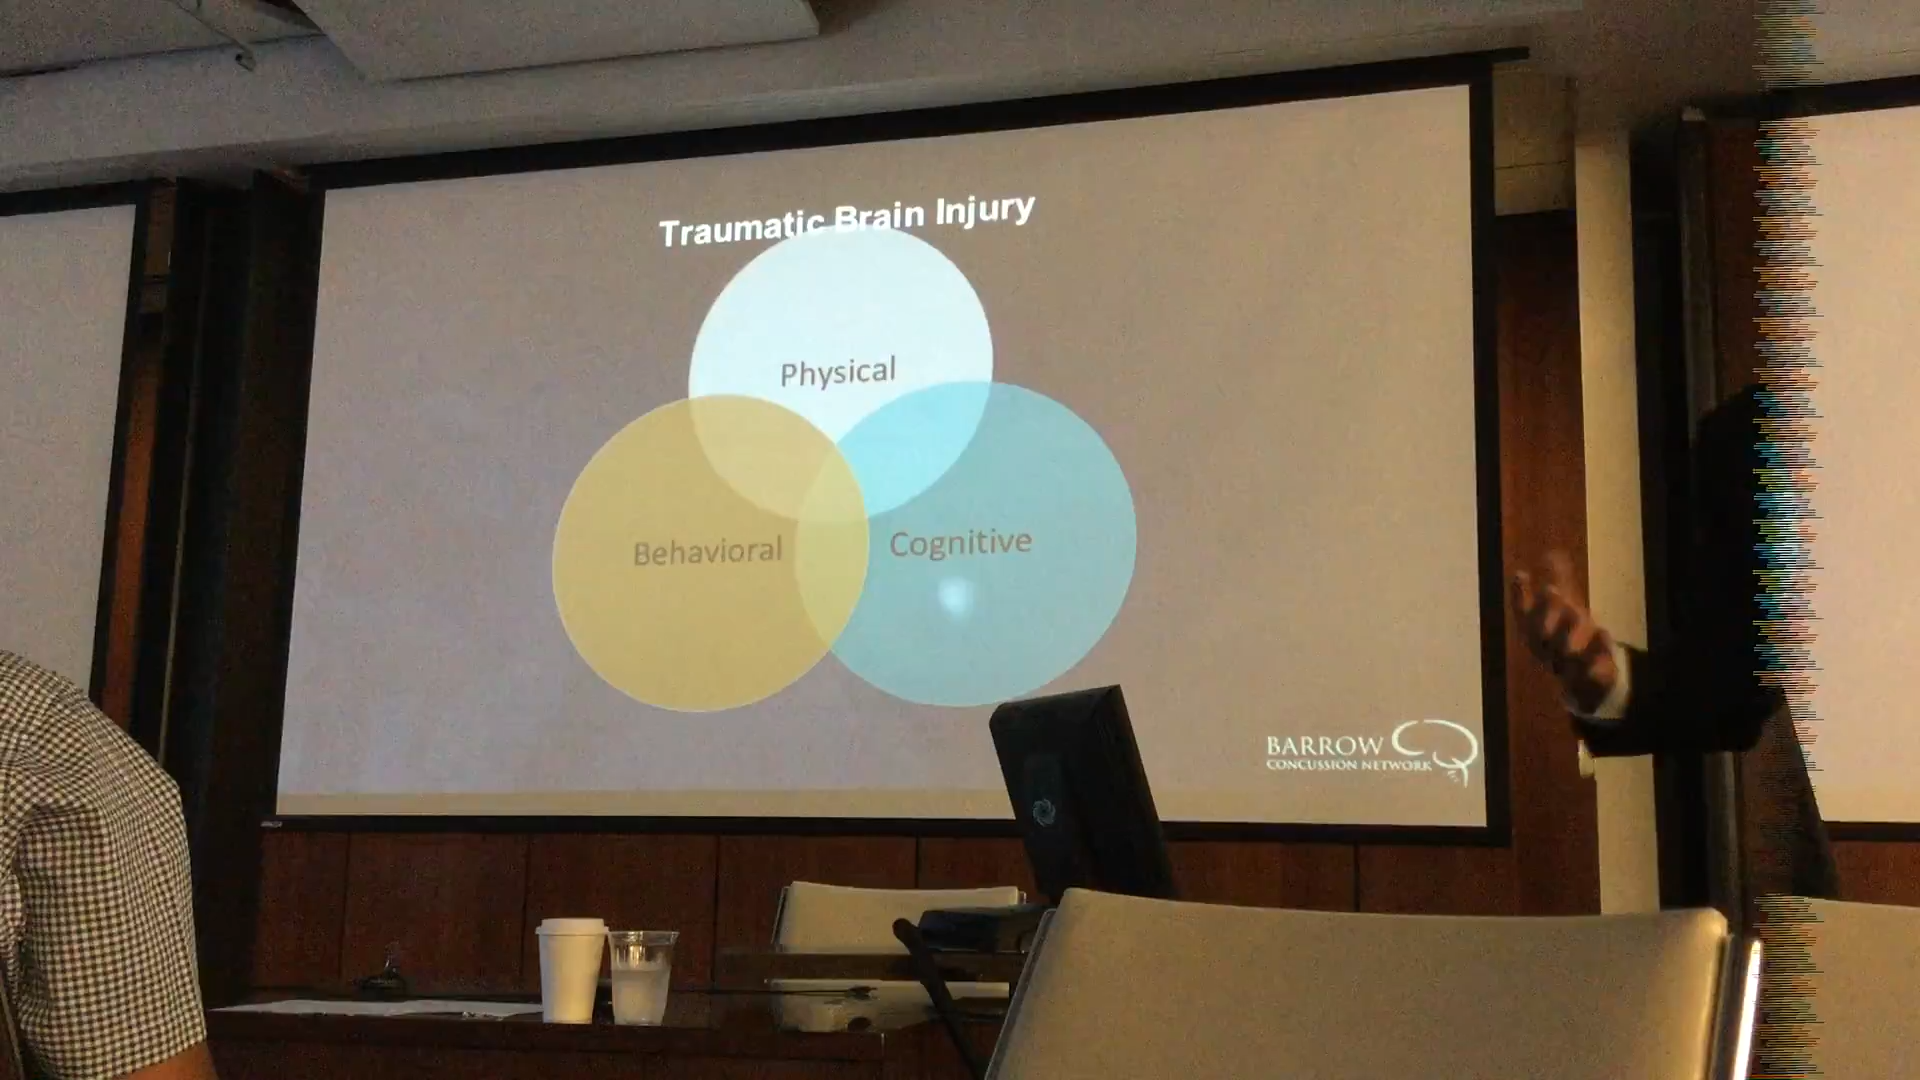 Traumatic Brain Injury
Physical
Behavioral
Cognitive
BARROW
CONCUSSION NETWORK